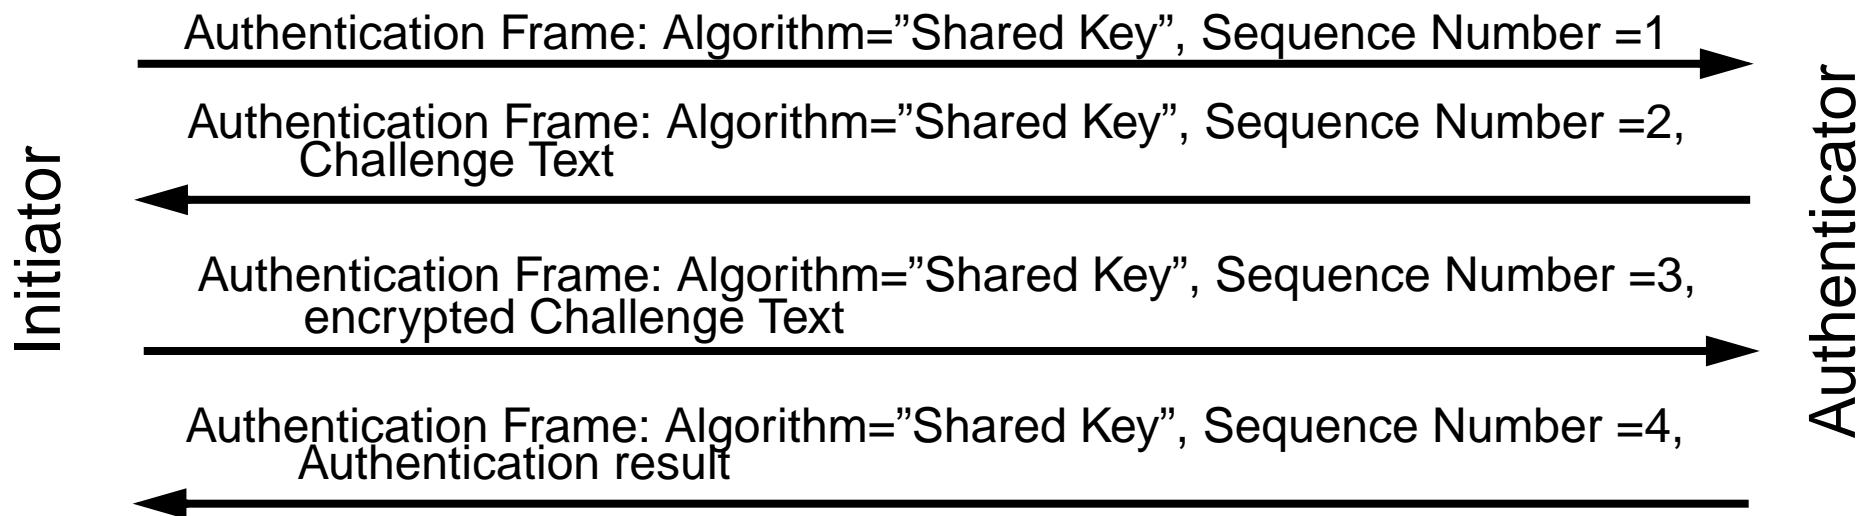 Authentication Frame: Algorithm=”Shared Key”, Sequence Number =1
Authentication Frame: Algorithm=”Shared Key”, Sequence Number =2,
Challenge Text
Authentication Frame: Algorithm=”Shared Key”, Sequence Number =3,
encrypted Challenge Text
Authentication Frame: Algorithm=”Shared Key”, Sequence Number =4,
Authentication result
Initiator
Authenticator